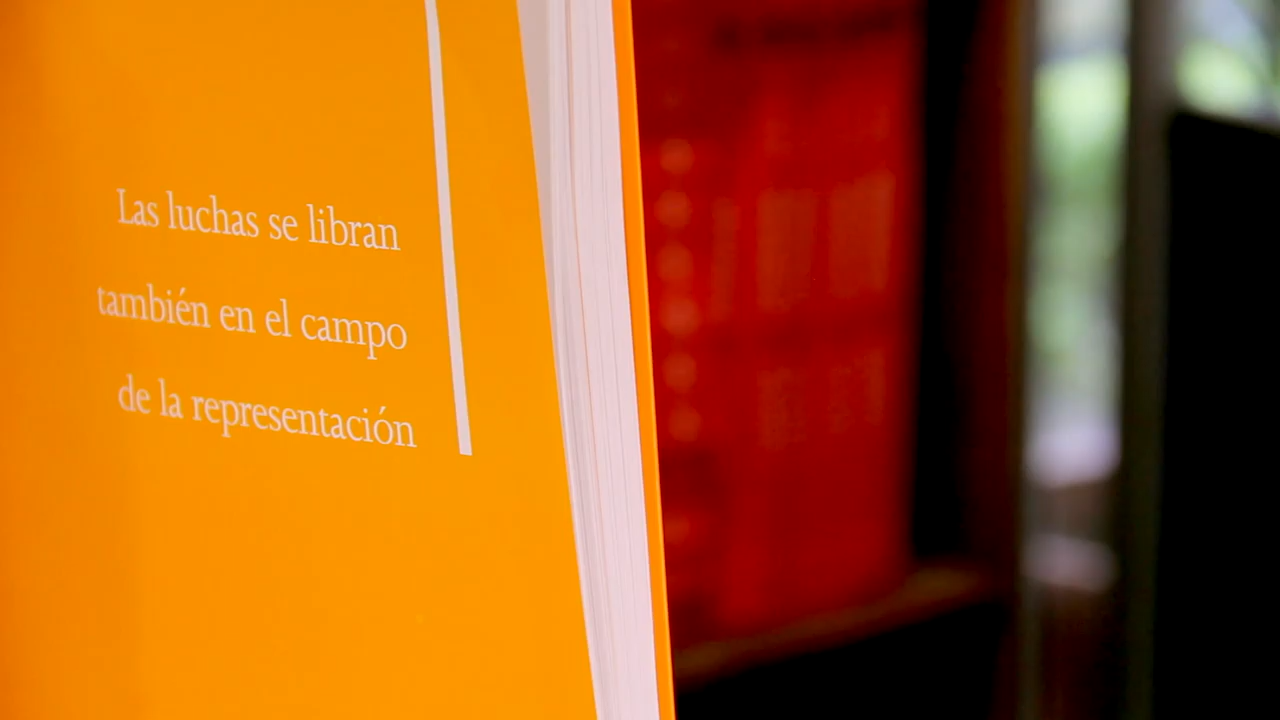 Las luchas se libran
también en el campo
de la representación